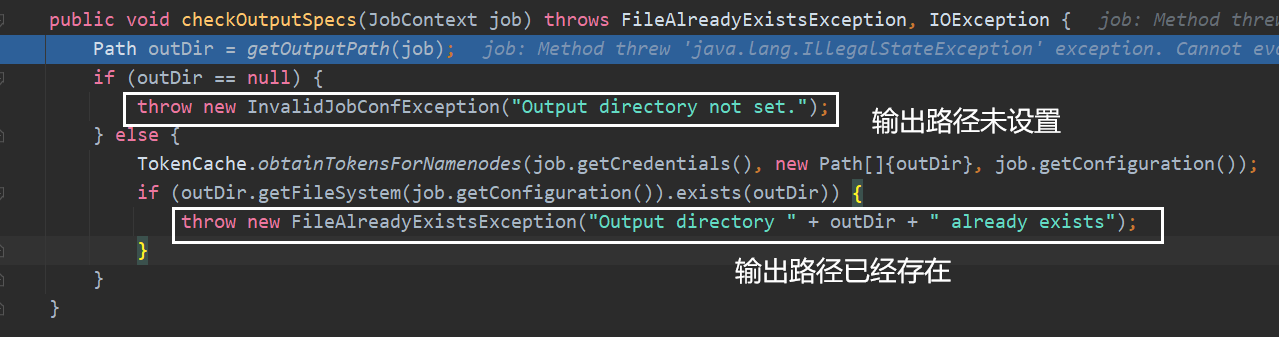 public void checkOutputSpecs(JobContext job) throws FileAlreadyExistsException, IOException {   job: Method threw
    Path outDir = getOutputPath(job);   job: Method threw 'java.lang.IllegalStateException' exception. Cannot eva
    if (outDir == null) {
        throw new InvalidJobConfException("Output directory not set.");
输出路径未设置
    } else {
        TokenCache.obtainTokensForNamenodes(job.getCredentials(), new Path[]{outDir}, job.getConfiguration());
        if (outDir.getFileSystem(job.getConfiguration()).exists(outDir)) {
            throw new FileAlreadyExistsException("Output directory " + outDir + " already exists");
        }
输出路径已经存在
    }
}